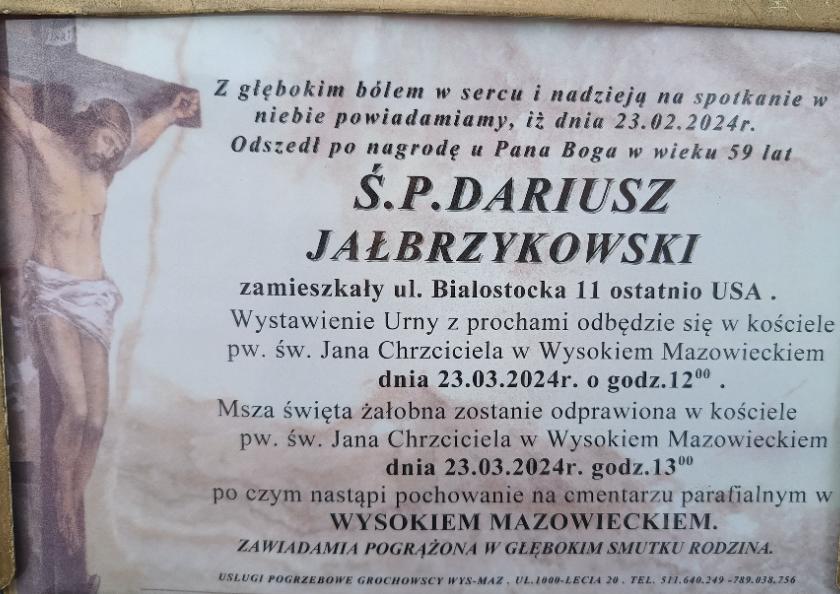 Z głębokim bólem w sercu i nadzieją na spotkanie w
niebie powiadamiamy, iż dnia 23.02.2024r.
Odszedł po nagrodę u Pana Boga w wieku 59 lat
Ś.P.DARIUSZ
JAŁBRZYKOWSKI
zamieszkały ul. Bialostocka 11 ostatnio USA .
Wystawienie Urny z prochami odbędzie się w kościele
pw. św. Jana Chrzciciela w Wysokiem Mazowieckiem
dnia 23.03.2024r. o godz.12⁰⁰ .
Msza święta żałobna zostanie odprawiona w kościele
pw. św. Jana Chrzciciela w Wysokiem Mazowieckiem
dnia 23.03.2024r. godz.13⁰⁰
po czym nastąpi pochowanie na cmentarzu parafialnym w
WYSOKIEM MAZOWIECKIEM.
ZAWIADAMIA POGRĄŻONA W GŁĘBOKIM SMUTKU RODZINA.
USŁUGI POGRZEBOWE GROCHOWSCY WYS-MAZ . UL.1000-LECIA 20 . TEL. 511.640.249 -789.038.756